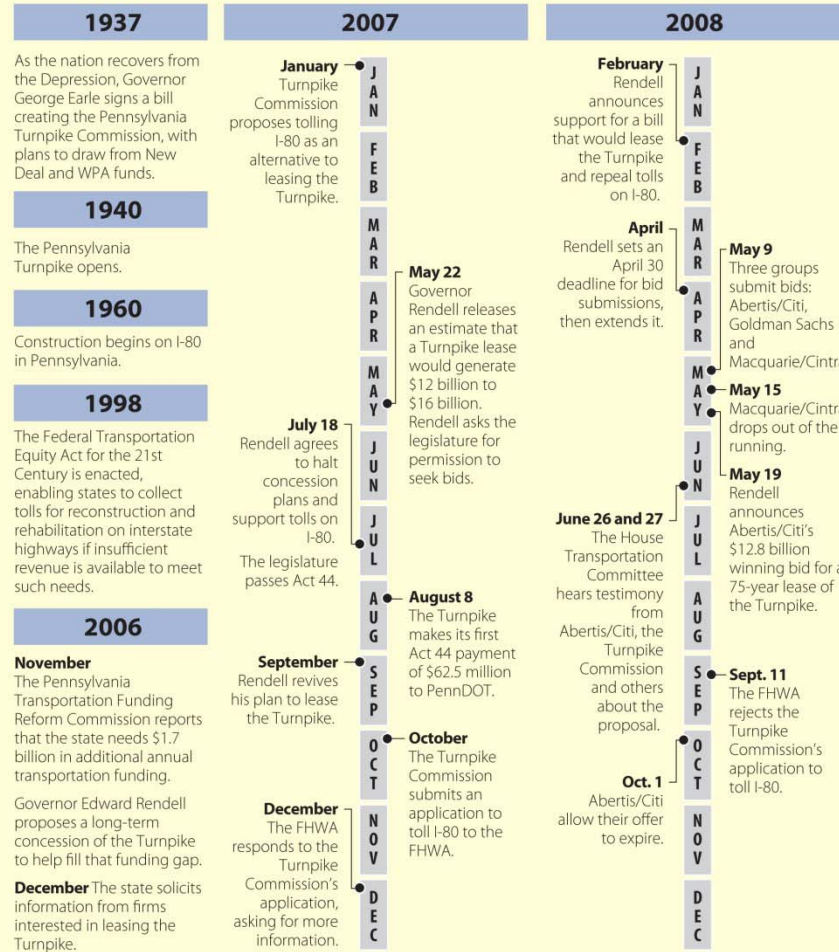 1937
As the nation recovers from
the Depression, Governor
George Earle signs a bill
creating the Pennsylvania
Turnpike Commission, with
plans to draw from New
Deal and WPA funds.
1940
The Pennsylvania
Turnpike opens.
1960
Construction begins on I-80
in Pennsylvania.
1998
The Federal Transportation
Equity Act for the 21st
Century is enacted,
enabling states to collect
tolls for reconstruction and
rehabilitation on interstate
highways if insufficient
revenue is available to meet
such needs.
2006
November
The Pennsylvania
Transportation Funding
Reform Commission reports
that the state needs $1.7
billion in additional annual
transportation funding.
Governor Edward Rendell
proposes a long-term
concession of the Turnpike
to help fill that funding gap.
December The state solicits
information from firms
interested in leasing the
Turnpike.
2007
January
Turnpike
Commission
proposes tolling
I-80 as an
alternative to
leasing the
Turnpike.
July 18
Rendell agrees
to halt
concession
plans and
support tolls on
I-80.
The legislature
passes Act 44.
September
Rendell revives
his plan to lease
the Turnpike.
December
The FHWA
responds to the
Turnpike
Commission's
application,
asking for more
information.
JAN
FEB
MAR
APR
MAY
JUN
JUL
AUG
SEP
OCT
NOV
DEC
May 22
Governor
Rendell releases
an estimate that
a Turnpike lease
would generate
$12 billion to
$16 billion.
Rendell asks the
legislature for
permission to
seek bids.
August 8
The Turnpike
makes its first
Act 44 payment
of $62.5 million
to PennDOT.
October
The Turnpike
Commission
submits an
application to
toll I-80 to the
FHWA.
2008
February
Rendell
announces
support for a bill
that would lease
the Turnpike
and repeal tolls
on I-80.
April
Rendell sets an
April 30
deadline for bid
submissions,
then extends it.
June 26 and 27
The House
Transportation
Committee
hears testimony
from
Abertis/Citi, the
Turnpike
Commission
and others
about the
proposal.
Oct. 1
Abertis/Citi
allow their offer
to expire.
JAN
FEB
MAR
APR
MAY
JUN
JUL
AUG
SEP
OCT
NOV
DEC
May 9
Three groups
submit bids:
Abertis/Citi,
Goldman Sachs
and
Macquarie/Cintr
May 15
Macquarie/Cintr
drops out of the
running.
May 19
Rendell
announces
Abertis/Citi's
$12.8 billion
winning bid for a
75-year lease of
the Turnpike.
Sept. 11
The FHWA
rejects the
Turnpike
Commission's
application to
toll I-80.